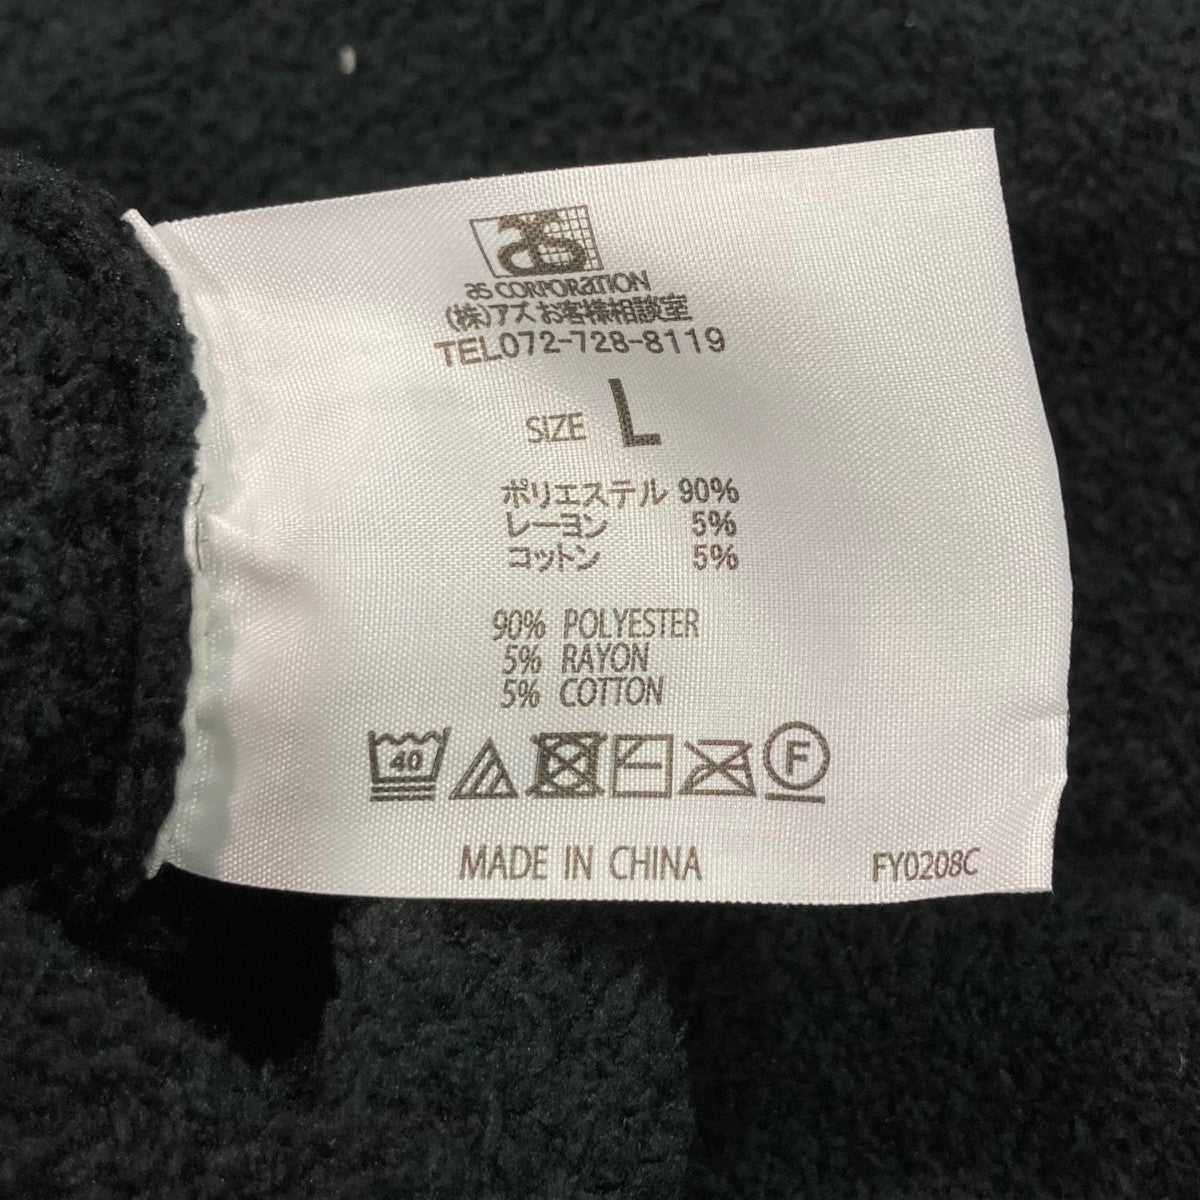 as
as CORPORaTION
(株)アズお客様相談室
TEL072-728-8119
SIZE L
ポリエステル 90%
レーヨン 5%
コットン 5%
90% POLYESTER
5% RAYON
5% COTTON
40 F
MADE IN CHINA FY0208C